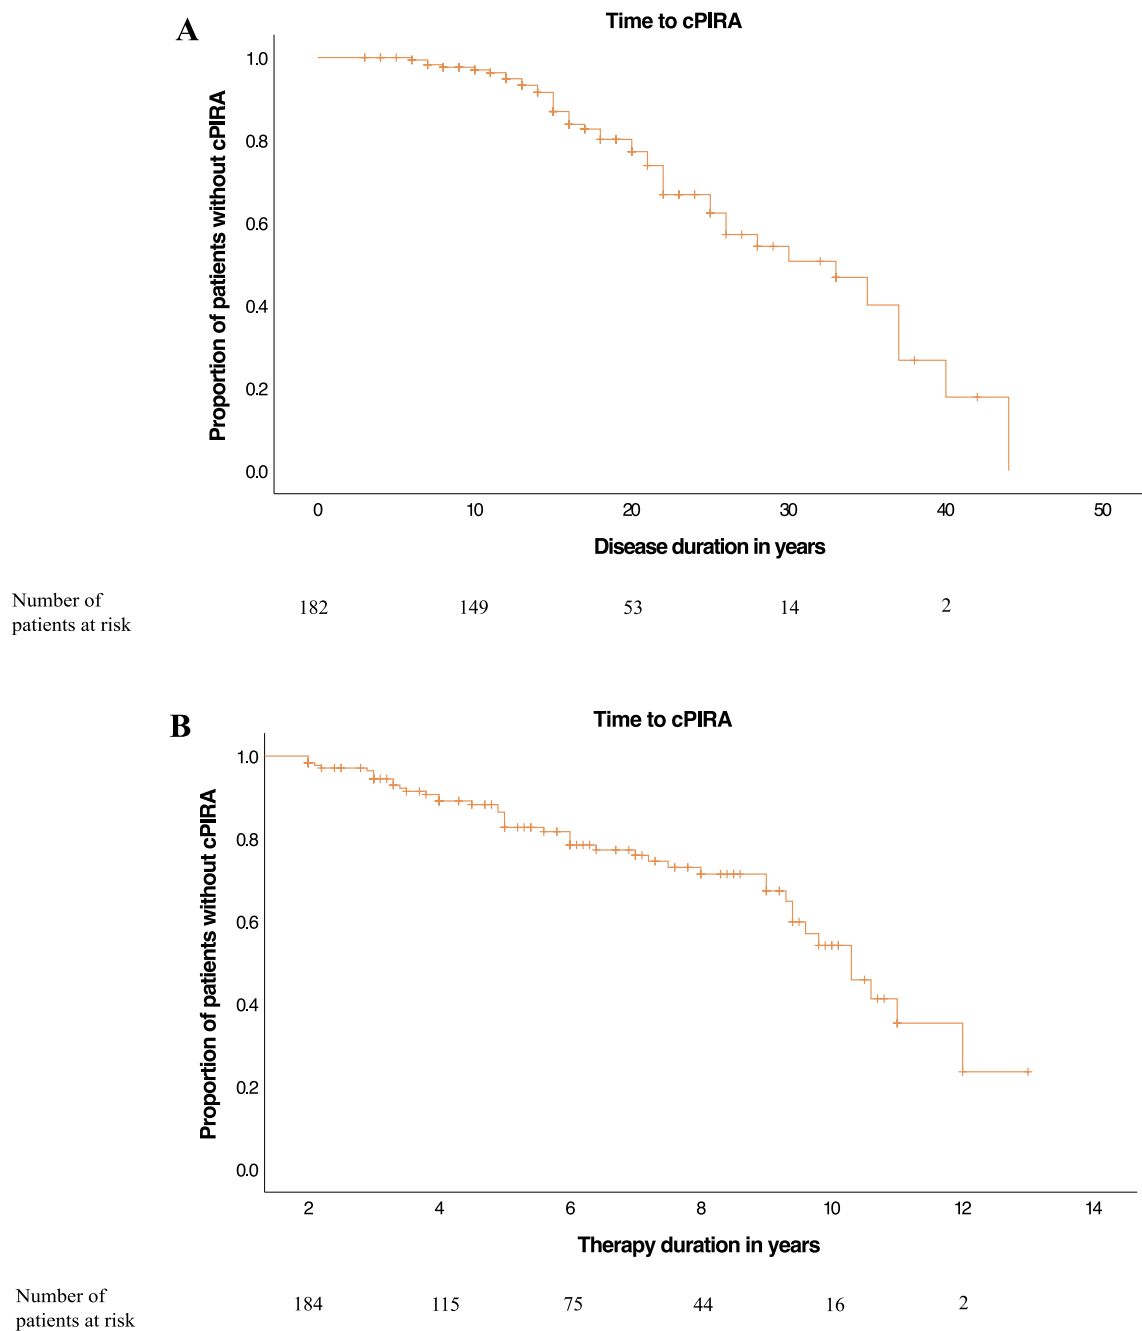 A
Time to cPIRA
Proportion of patients without cPIRA
1.0
0.8
0.6
0.4
0.2
0.0
0 10 20 30 40 50
Disease duration in years
Number of
patients at risk
182 149 53 14 2
B
Time to cPIRA
Proportion of patients without cPIRA
1.0
0.8
0.6
0.4
0.2
0.0
2 4 6 8 10 12 14
Therapy duration in years
Number of
patients at risk
184 115 75 44 16 2